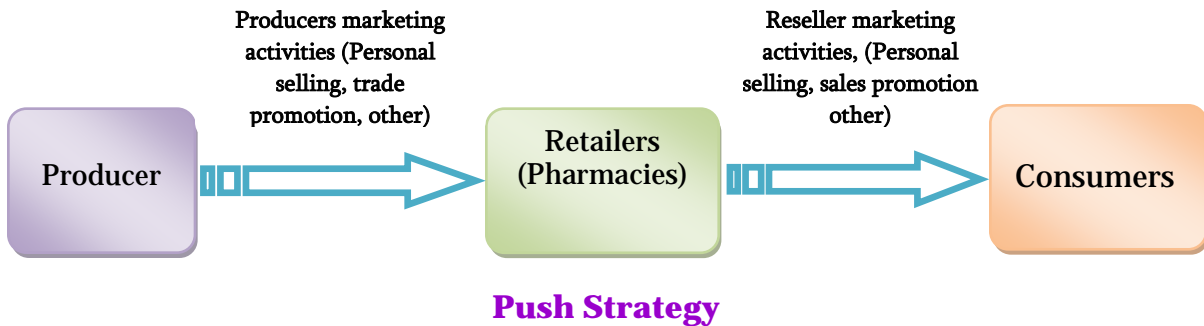 Producers marketing
activities (Personal
selling, trade
promotion, other)
Reseller marketing
activities, (Personal
selling, sales promotion
other)
Producer
Retailers
(Pharmacies)
Consumers
Push Strategy